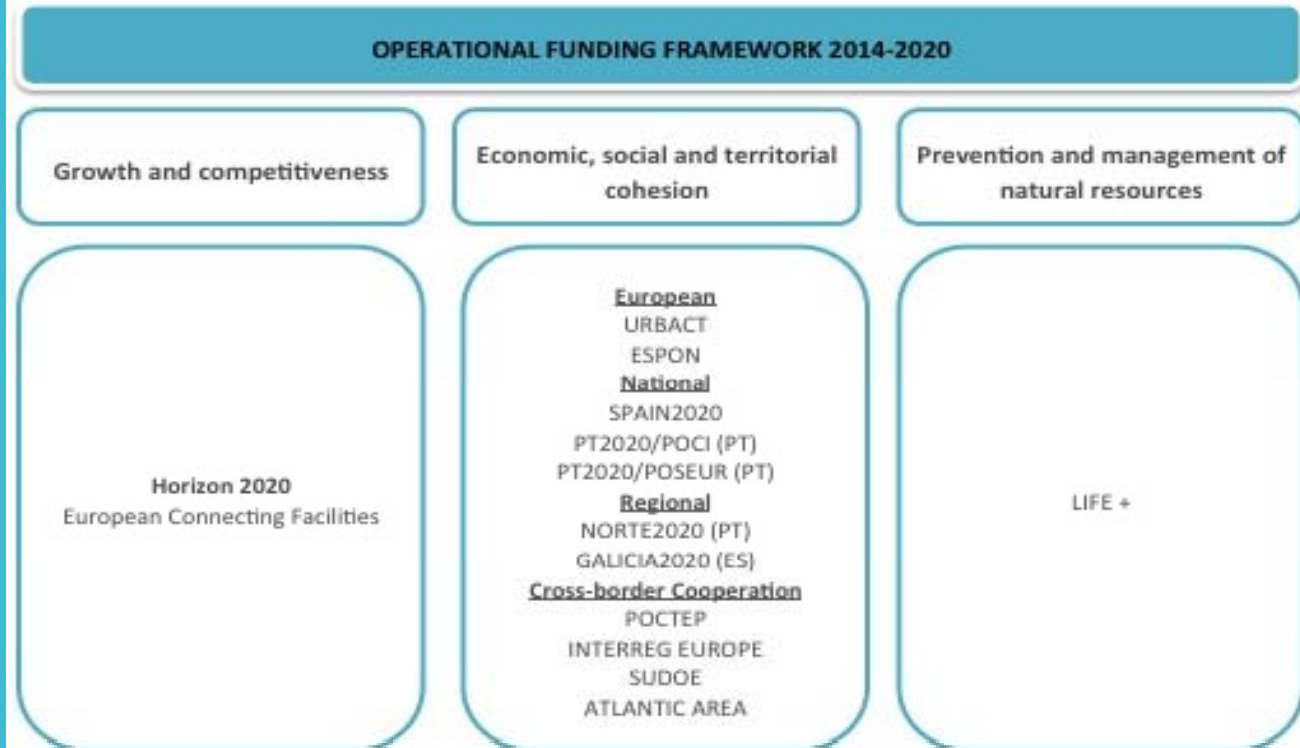 OPERATIONAL FUNDING FRAMEWORK 2014-2020
Growth and competitiveness
Economic, social and territorial
cohesion
Prevention and management of
natural resources
Horizon 2020
European Connecting Facilities
European
URBACT
ESPON
National
SPAIN2020
PT2020/POCI (PT)
PT2020/POSEUR (PT)
Regional
NORTE2020 (PT)
GALICIA2020 (ES)
Cross-border Cooperation
POCTEP
INTERREG EUROPE
SUDOE
ATLANTIC AREA
LIFE +